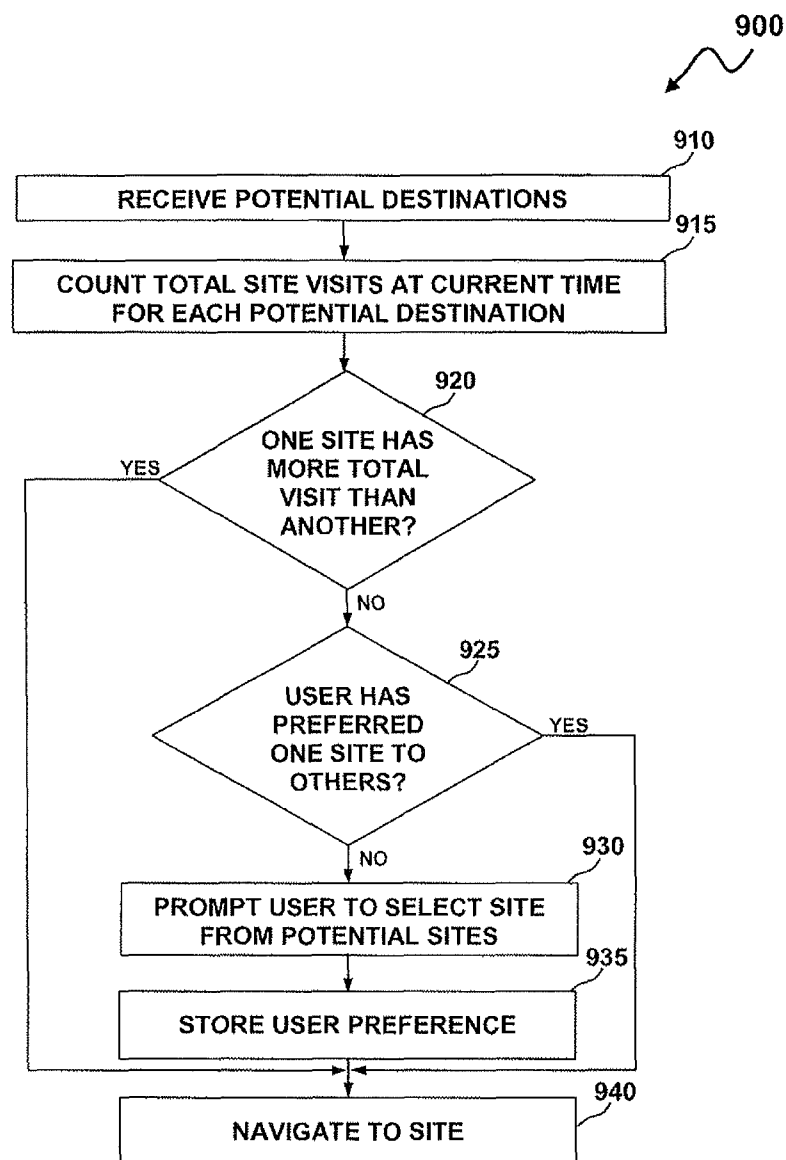 900
910
RECEIVE POTENTIAL DESTINATIONS
915
COUNT TOTAL SITE VISITS AT CURRENT TIME
FOR EACH POTENTIAL DESTINATION
920
ONE SITE HAS
MORE TOTAL
VISIT THAN
ANOTHER?
YES
NO
925
USER HAS
PREFERRED
ONE SITE TO
OTHERS?
YES
NO
930
PROMPT USER TO SELECT SITE
FROM POTENTIAL SITES
935
STORE USER PREFERENCE
940
NAVIGATE TO SITE